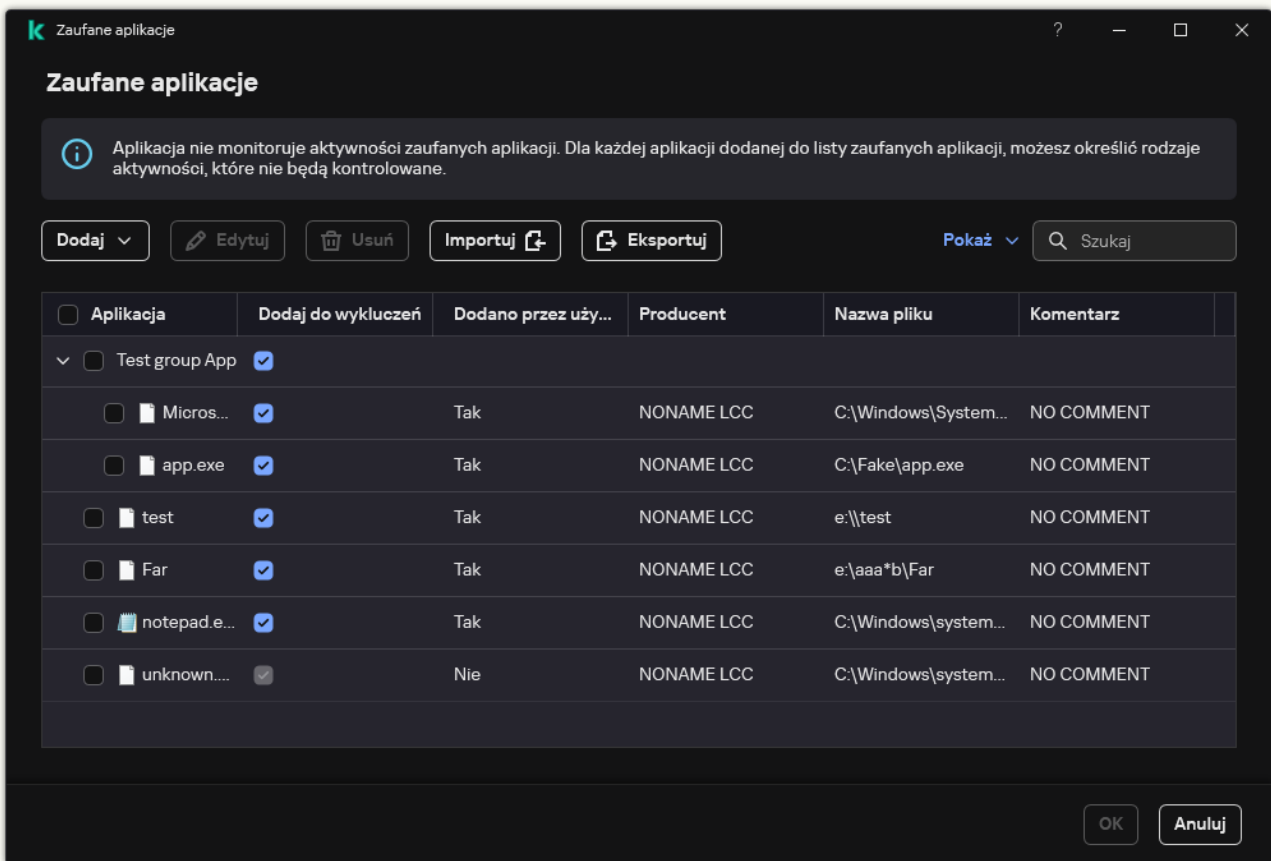 Zaufane aplikacje
Zaufane aplikacje
Aplikacja nie monitoruje aktywności zaufanych aplikacji. Dla każdej aplikacji dodanej do listy zaufanych aplikacji, możesz określić rodzaje
aktywności, które nie będą kontrolowane.
Dodaj Edytuj Usuń Importuj Eksportuj Pokaż Szukaj
Aplikacja Dodaj do wykluczeń Dodano przez uży... Producent Nazwa pliku Komentarz
Test group App
Micros... Tak NONAME LCC C:\Windows\System... NO COMMENT
app.exe Tak NONAME LCC C:\Fake\app.exe NO COMMENT
test Tak NONAME LCC e:\\test NO COMMENT
Far Tak NONAME LCC e:\aaa*b\Far NO COMMENT
notepad.e... Tak NONAME LCC C:\Windows\system... NO COMMENT
unknown.... Nie NONAME LCC C:\Windows\system... NO COMMENT
OK Anuluj